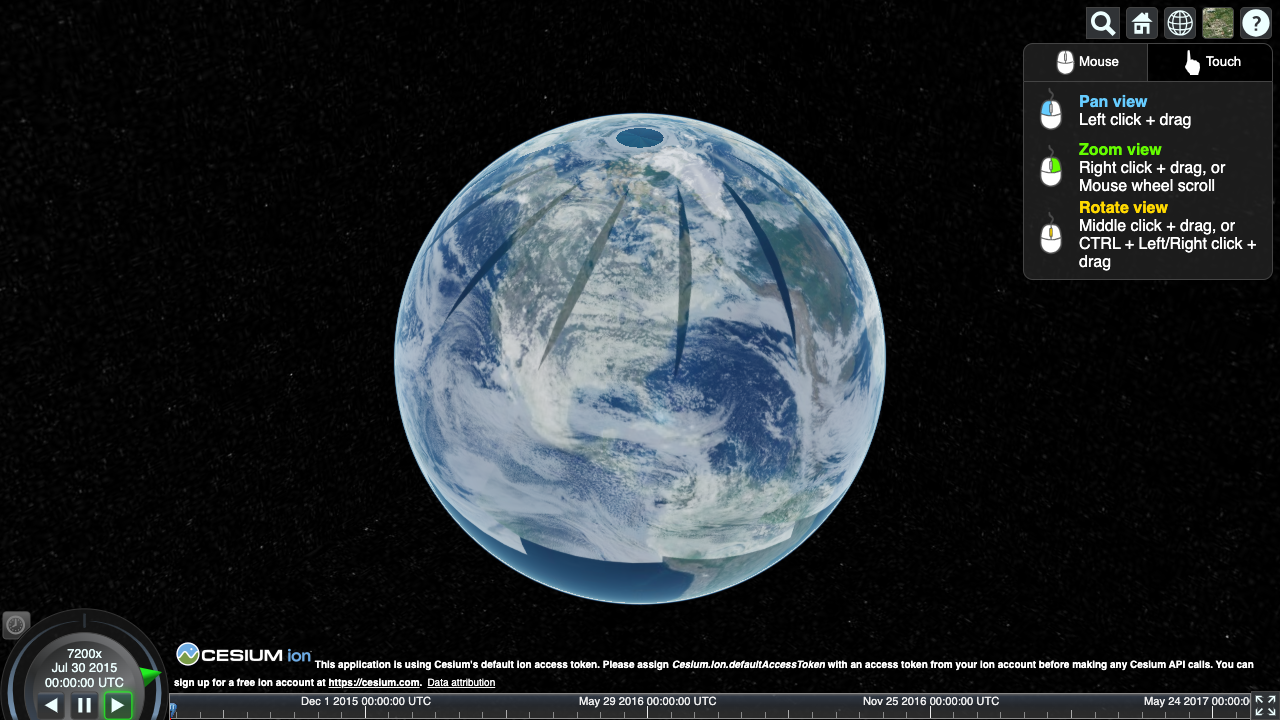 ?
Mouse
Touch
Pan view
Left click + drag
Zoom view
Right click + drag, or
Mouse wheel scroll
Rotate view
Middle click + drag, or
CTRL + Left/Right click +
drag
7200x
Jul 30 2015
00:00:00 UTC
CESIUM ion
This application is using Cesium's default ion access token. Please assign Cesium.Ion.defaultAccessToken with an access token from your ion account before making any Cesium API calls. You can
sign up for a free ion account at https://cesium.com. Data attribution
Dec 1 2015 00:00:00 UTC May 29 2016 00:00:00 UTC Nov 25 2016 00:00:00 UTC May 24 2017 00:00:0